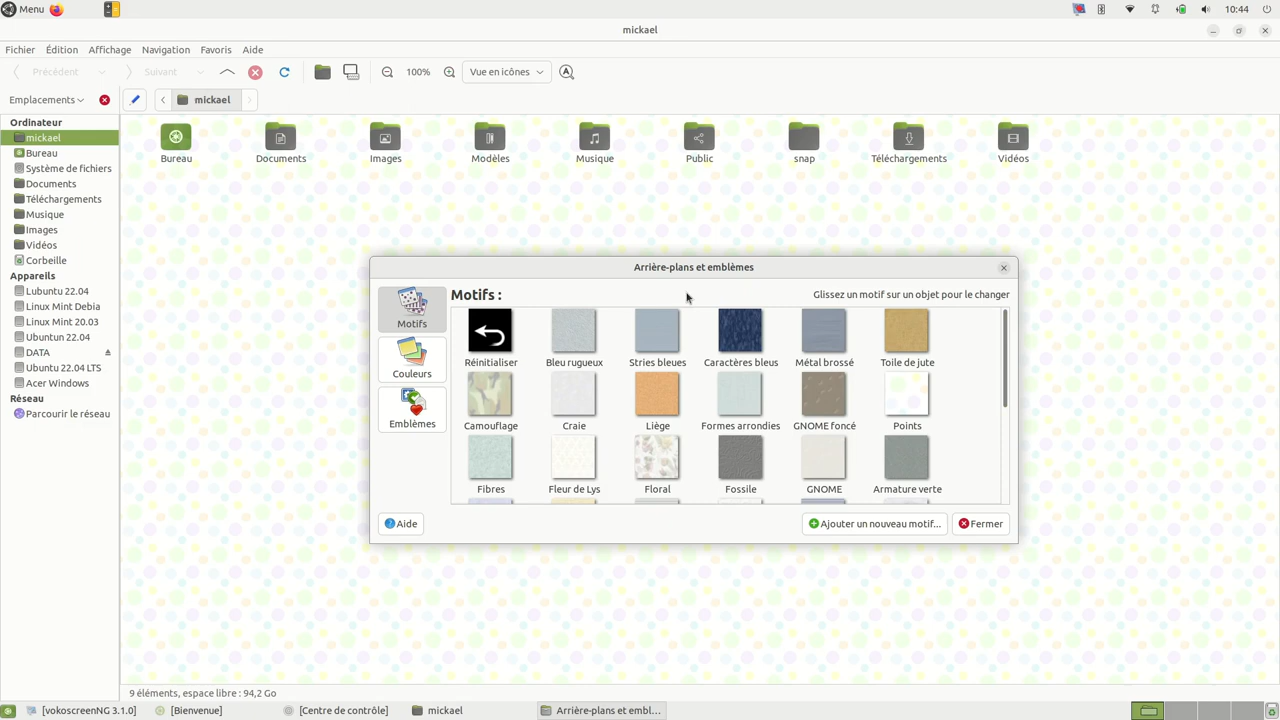 Menu 10:44
mickael
Fichier Édition Affichage Navigation Favoris Aide
Précédent Suivant 100% Vue en icônes
Emplacements mickael
Ordinateur
mickael
Bureau
Système de fichiers
Documents
Téléchargements
Musique
Images
Vidéos
Corbeille
Appareils
Lubuntu 22.04
Linux Mint Debia
Linux Mint 20.03
Ubuntun 22.04
DATA
Ubuntu 22.04 LTS
Acer Windows
Réseau
Parcourir le réseau
Bureau Documents Images Modèles Musique Public snap Téléchargements Vidéos
Arrière-plans et emblèmes
Motifs
Couleurs
Emblèmes
Motifs : Glissez un motif sur un objet pour le changer
Réinitialiser Bleu rugueux Stries bleues Caractères bleus Métal brossé Toile de jute
Camouflage Craie Liège Formes arrondies GNOME foncé Points
Fibres Fleur de Lys Floral Fossile GNOME Armature verte
Aide Ajouter un nouveau motif... Fermer
9 éléments, espace libre : 94,2 Go
[vokoscreenNG 3.1.0] [Bienvenue] [Centre de contrôle] mickael Arrière-plans et embl...